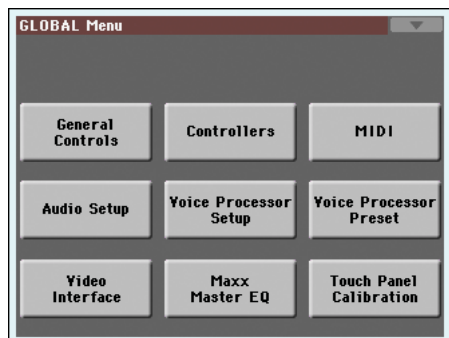 GLOBAL Menu
General
Controls
Controllers
MIDI
Audio Setup
Voice Processor
Setup
Voice Processor
Preset
Video
Interface
Maxx
Master EQ
Touch Panel
Calibration